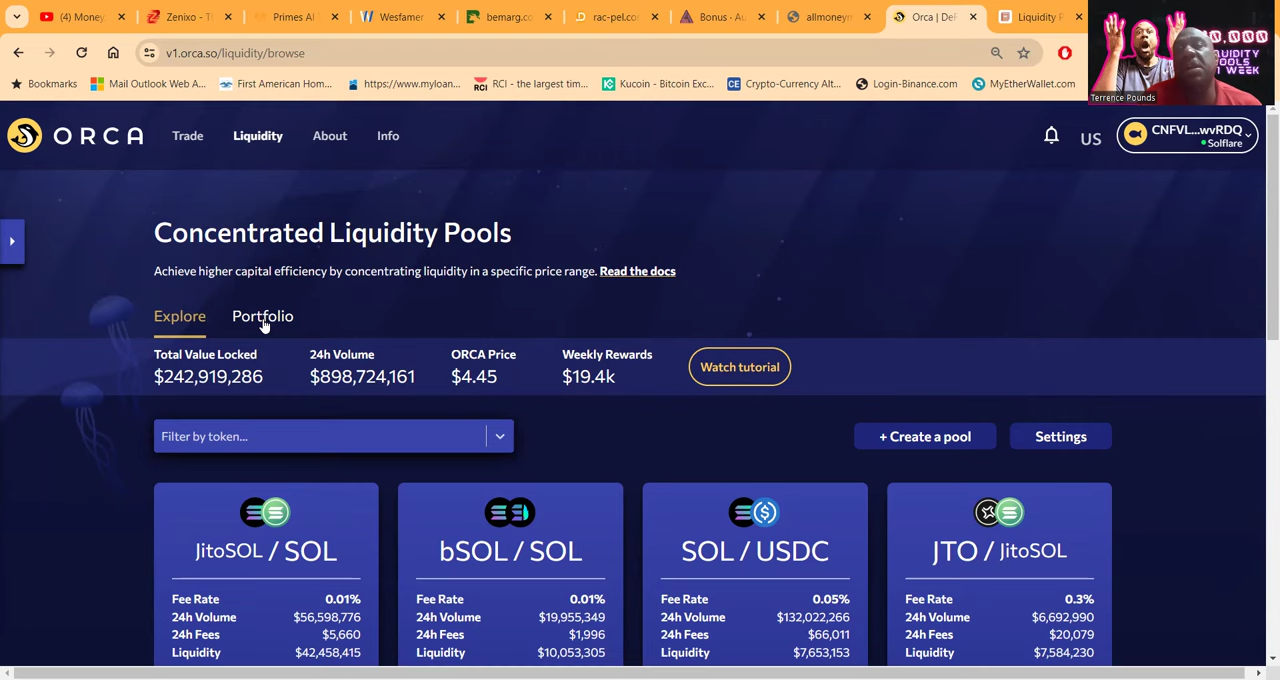 (4) Money
Zenixo - T
Primes Al
Wesfamer
bemarg.co
rac-pel.co
Bonus - Au
allmoneyn
Orca | DeF
Liquidity P
v1.orca.so/liquidity/browse
Bookmarks
Mail Outlook Web A...
First American Hom...
https://www.myloan...
RCI - the largest tim...
Kucoin - Bitcoin Exc...
Crypto-Currency Alt...
Login-Binance.com
MyEtherWallet.com
Terrence Pounds
ORCA
Trade
Liquidity
About
Info
US
CNFVL...wvRDQ
Solflare
Concentrated Liquidity Pools
Achieve higher capital efficiency by concentrating liquidity in a specific price range. Read the docs
Explore
Portfolio
Total Value Locked
$242,919,286
24h Volume
$898,724,161
ORCA Price
$4.45
Weekly Rewards
$19.4k
Watch tutorial
Filter by token...
+ Create a pool
Settings
JitoSOL / SOL
Fee Rate 0.01%
24h Volume $56,598,776
24h Fees $5,660
Liquidity $42,458,415
bSOL / SOL
Fee Rate 0.01%
24h Volume $19,955,349
24h Fees $1,996
Liquidity $10,053,305
SOL / USDC
Fee Rate 0.05%
24h Volume $132,022,266
24h Fees $66,011
Liquidity $7,653,153
JTO / JitoSOL
Fee Rate 0.3%
24h Volume $6,692,990
24h Fees $20,079
Liquidity $7,584,230